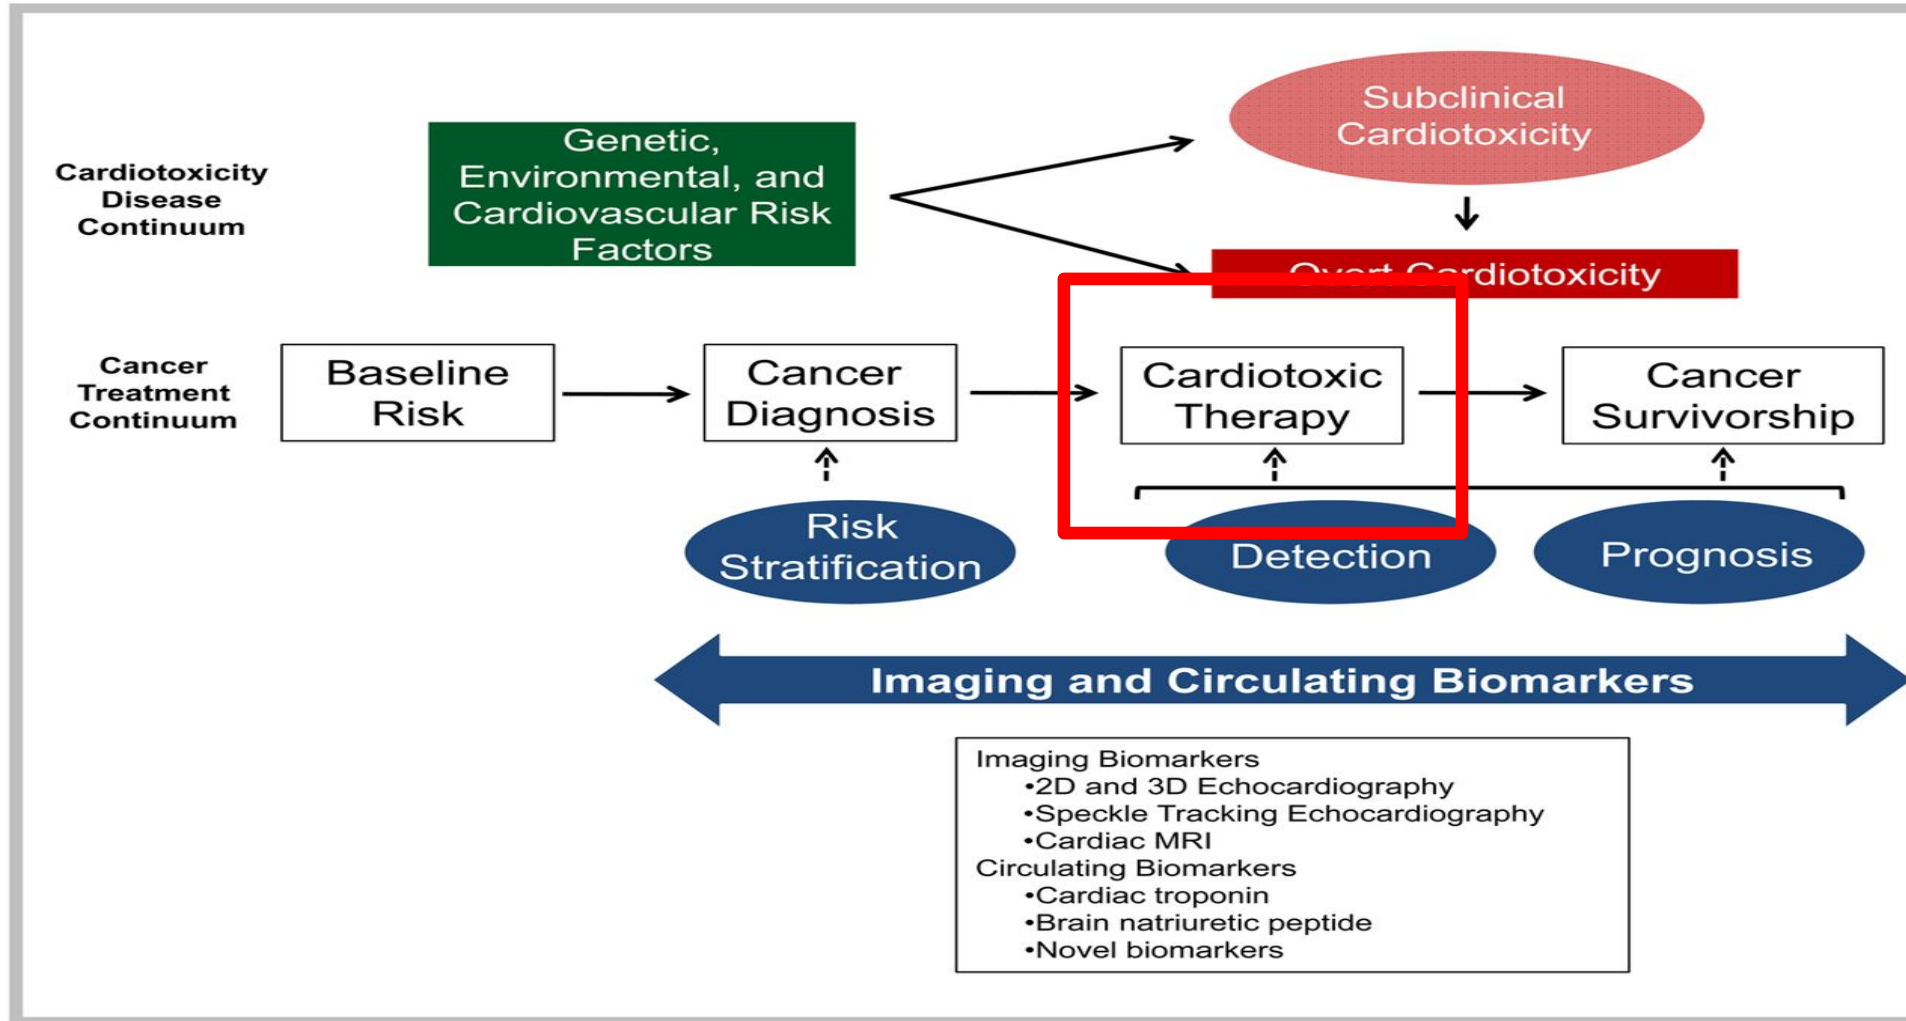 Subclinical
Cardiotoxicity
Genetic,
Environmental, and
Cardiovascular Risk
Factors
Cardiotoxicity
Disease
Continuum
Overt Cardiotoxicity
Cancer
Treatment
Continuum
Baseline
Risk
Cancer
Diagnosis
Cardiotoxic
Therapy
Cancer
Survivorship
Risk
Stratification
Detection
Prognosis
Imaging and Circulating Biomarkers
Imaging Biomarkers
•2D and 3D Echocardiography
•Speckle Tracking Echocardiography
•Cardiac MRI
Circulating Biomarkers
•Cardiac troponin
•Brain natriuretic peptide
•Novel biomarkers